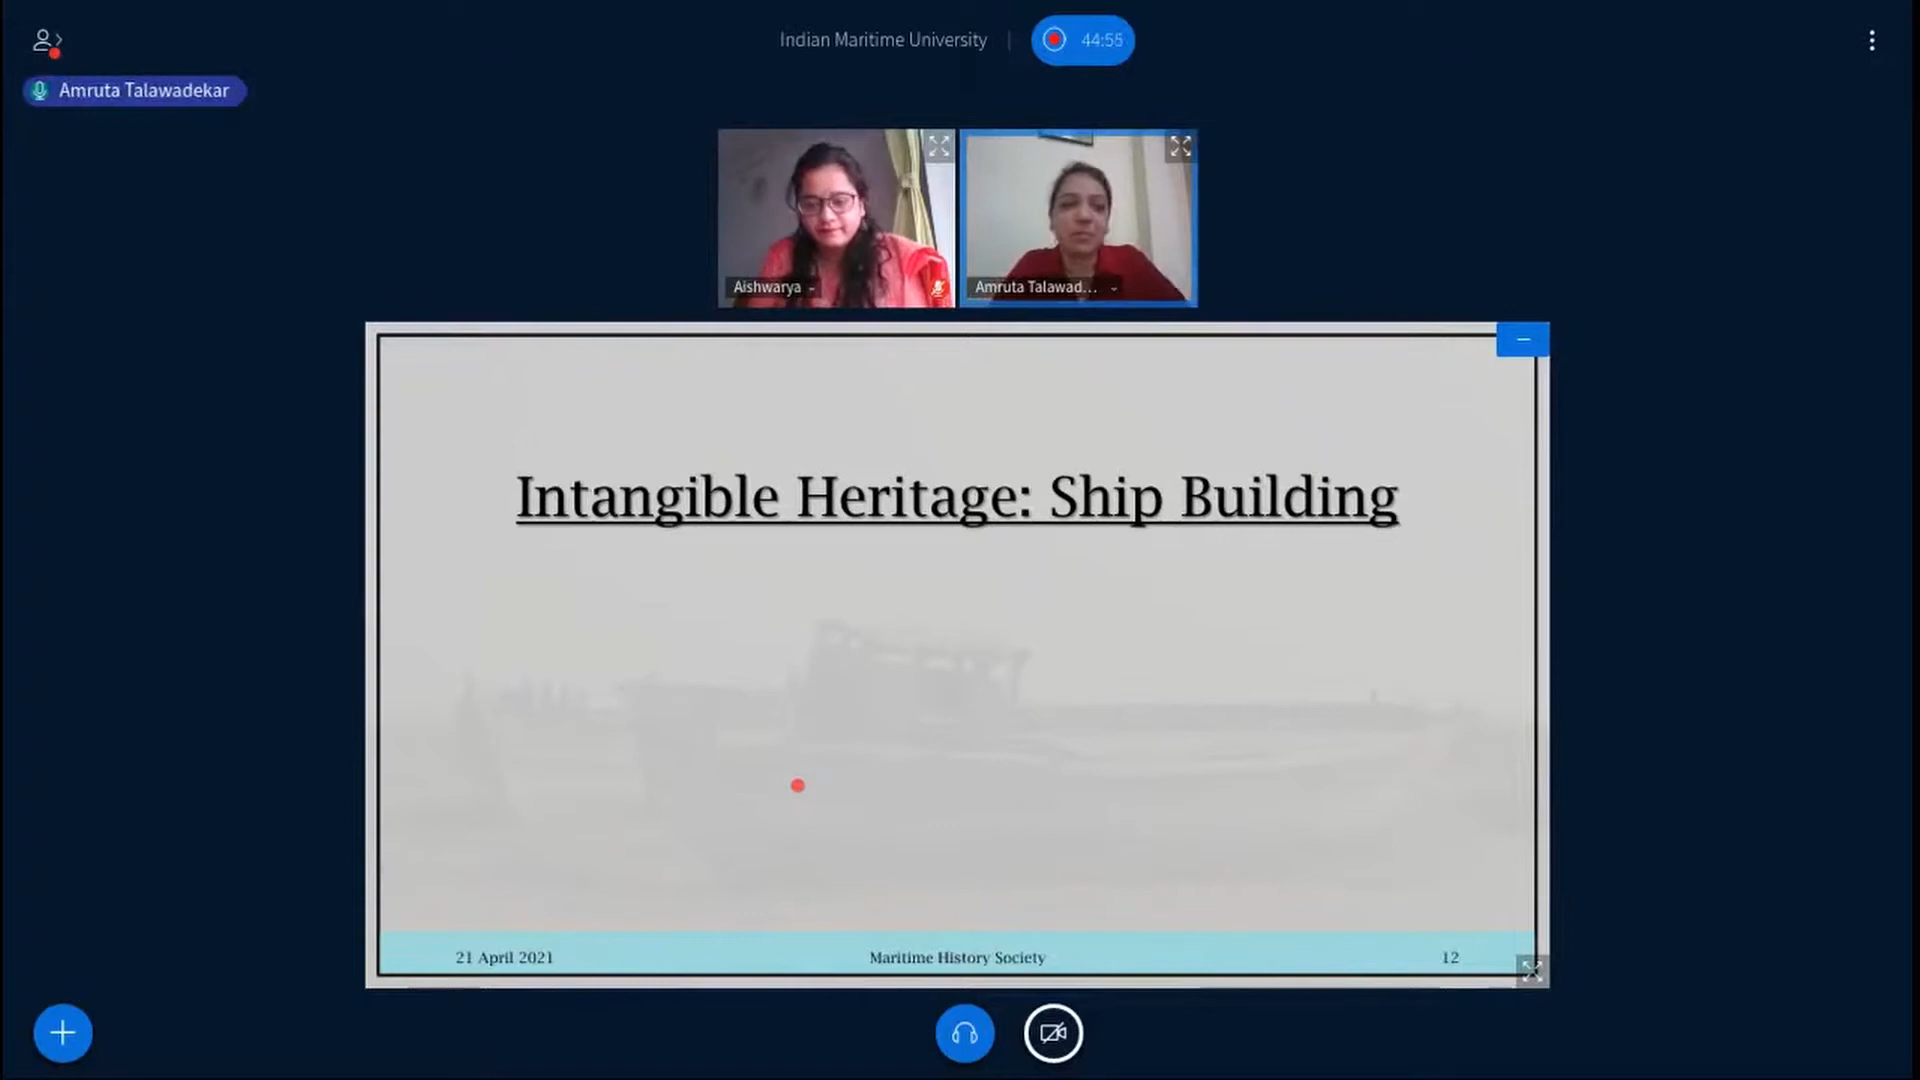 Indian Maritime University
44:55
Amruta Talawadekar
Aishwarya
Amruta Talawad...
Intangible Heritage: Ship Building
21 April 2021
Maritime History Society
12